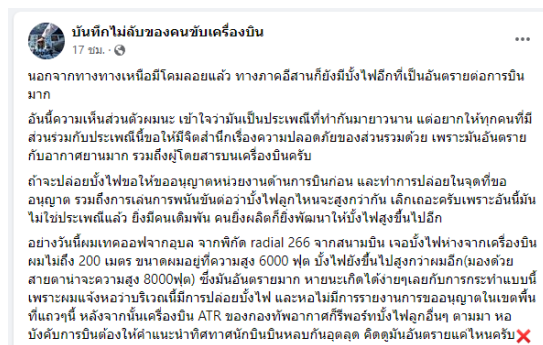 บันทึกไม่ลับของคนขับเครื่องบิน
17 ชม. ·
นอกจากทางทางเหนือมีโคมลอยแล้ว ทางภาคอีสานก็ยังมีบั้งไฟอีกที่เป็นอันตรายต่อการบิน
มาก
อันนี้ความเห็นส่วนตัวผมนะ เข้าใจว่ามันเป็นประเพณีที่ทำกันมายาวนาน แต่อยากให้ทุกคนที่มี
ส่วนร่วมกับประเพณีนี้ขอให้มีจิตสำนึกเรื่องความปลอดภัยของส่วนรวมด้วย เพราะมันอันตราย
กับอากาศยานมาก รวมถึงผู้โดยสารบนเครื่องบินครับ
ถ้าจะปล่อยบั้งไฟขอให้ขออนุญาตหน่วยงานด้านการบินก่อน และทำการปล่อยในจุดที่ขอ
อนุญาต รวมถึงการเล่นการพนันขันต่อว่าบั้งไฟลูกไหนจะสูงกว่ากัน เลิกเถอะครับเพราะอันนี้มัน
ไม่ใช่ประเพณีแล้ว ยิ่งมีคนเดิมพัน คนยิ่งผลิตก็ยิ่งพัฒนาให้บั้งไฟสูงขึ้นไปอีก
อย่างวันนี้ผมเทคออฟจากอุบล จากพิกัด radial 266 จากสนามบิน เจอบั้งไฟห่างจากเครื่องบิน
ผมไม่ถึง 200 เมตร ขนาดผมอยู่ที่ความสูง 6000 ฟุต บั้งไฟยังขึ้นไปสูงกว่าผมอีก(มองด้วย
สายตาน่าจะความสูง 8000ฟุต) ซึ่งมันอันตรายมาก หายนะเกิดได้ง่ายๆเลยกับการกระทำแบบนี้
เพราะผมแจ้งหอว่าบริเวณนี้มีการปล่อยบั้งไฟ และหอไม่มีการรายงานการขออนุญาตในเขตพื้น
ที่แถวๆนี้ หลังจากนั้นเครื่องบิน ATR ของกองทัพอากาศก็รีพอร์ทบั้งไฟลูกอื่นๆ ตามมา หอ
บังคับการบินต้องให้คำแนะนำทิศทางนักบินบินหลบกันอุตลุด คิดดูมันอันตรายแค่ไหนครับ❌